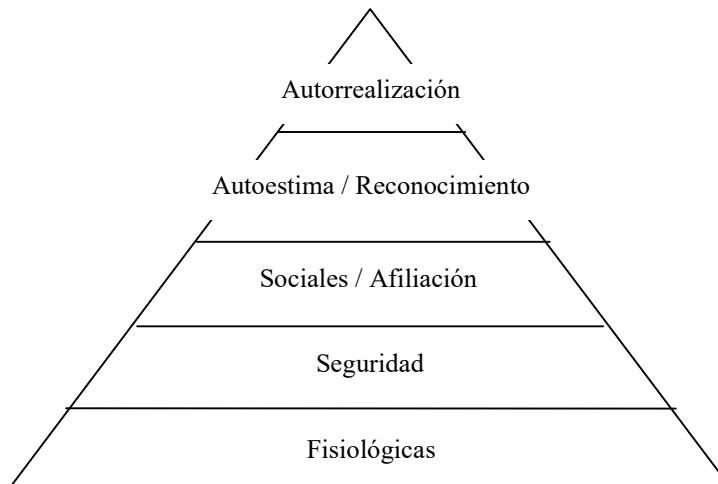 Autorrealización
Autoestima / Reconocimiento
Sociales / Afiliación
Seguridad
Fisiológicas